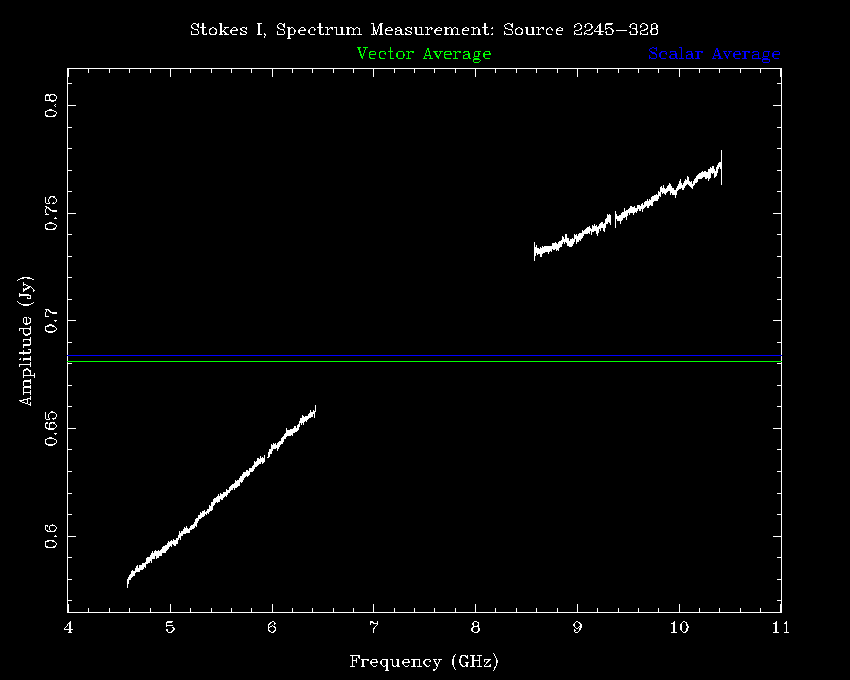 Stokes I, Spectrum Measurement: Source 2245−328
Vector Average Scalar Average
0.8
0.75
0.7
0.65
0.6
Amplitude (Jy)
4 5 6 7 8 9 10 11
Frequency (GHz)